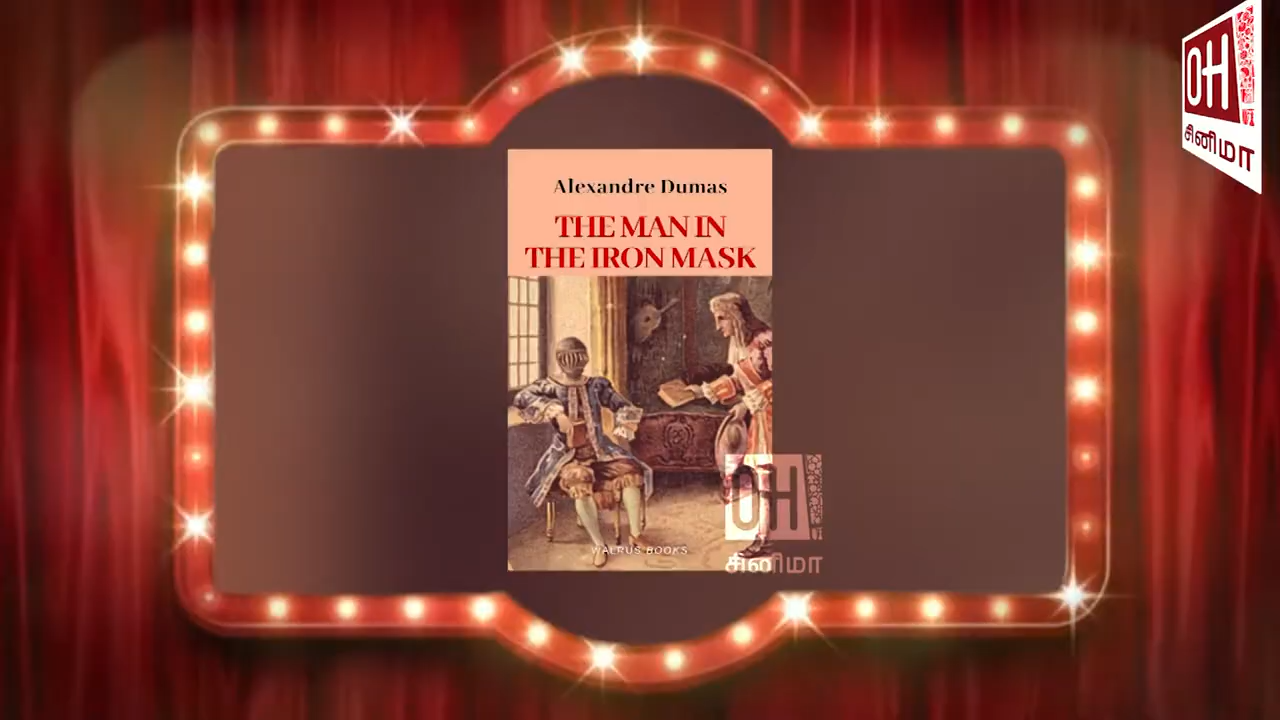 OH
சினிமா
Alexandre Dumas
THE MAN IN
THE IRON MASK
OH
சினிமா
WALRUS BOOKS